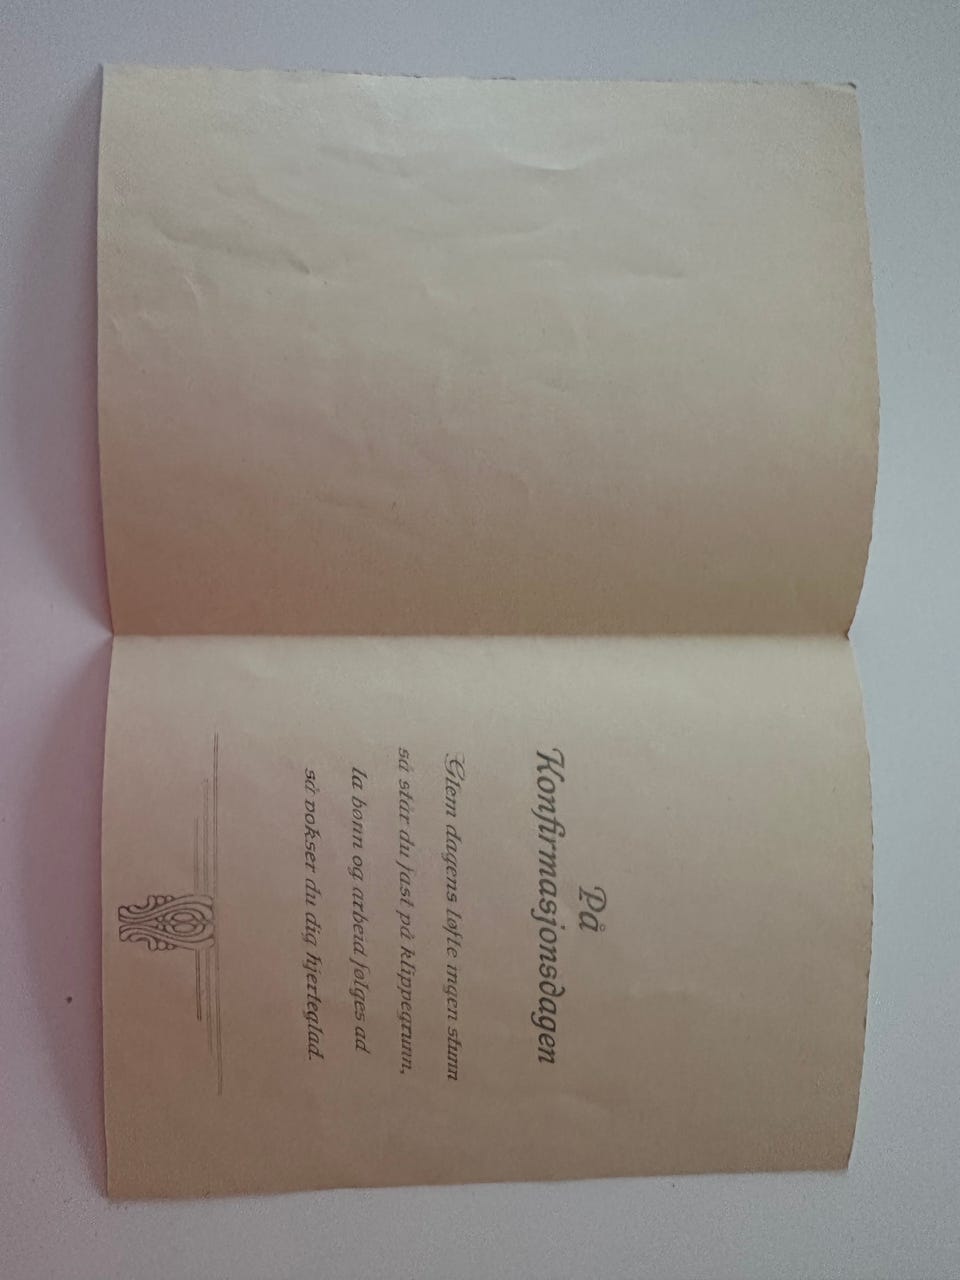 På
Konfirmasjonsdagen
Glem dagens løfte ingen stunn
så står du fast på klippegrunn,
la bønn og arbeid følges ad
så vokser du dig hjerteglad.